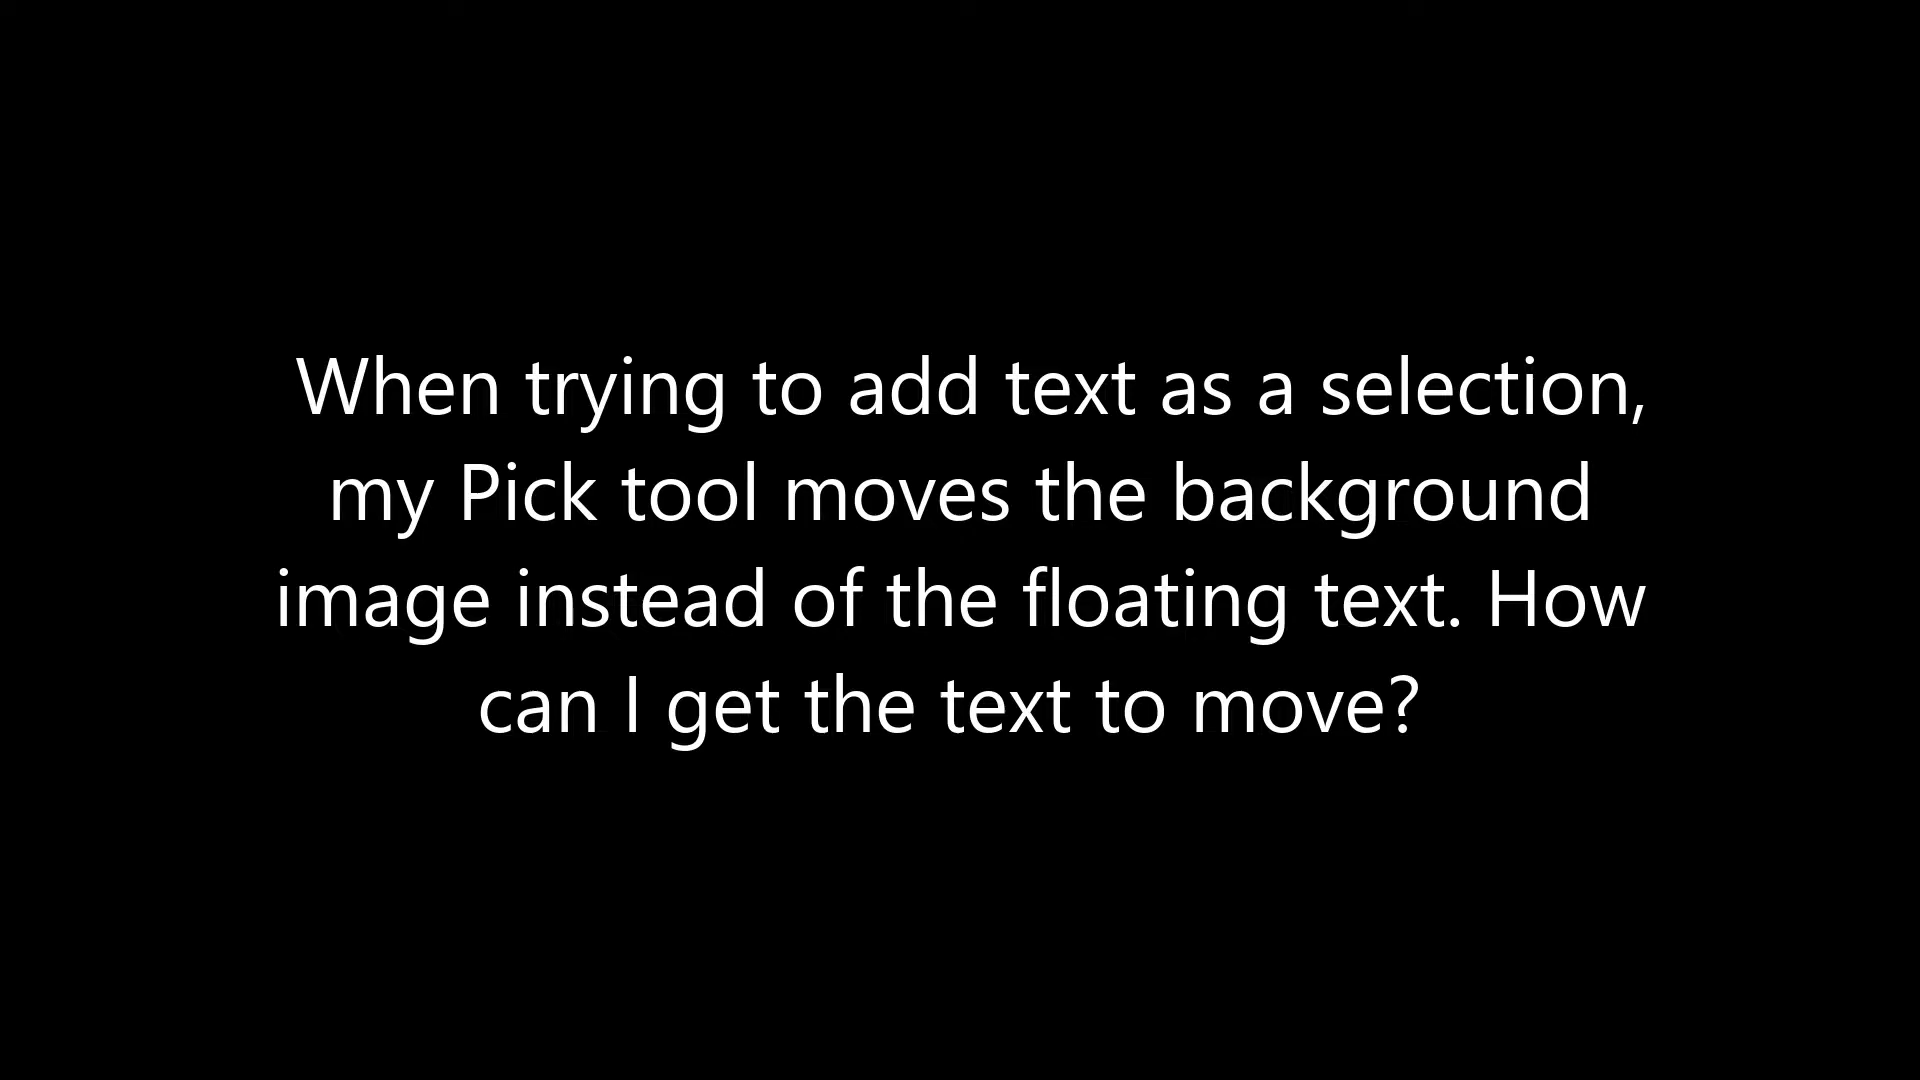 When trying to add text as a selection,
my Pick tool moves the background
image instead of the floating text. How
can I get the text to move?